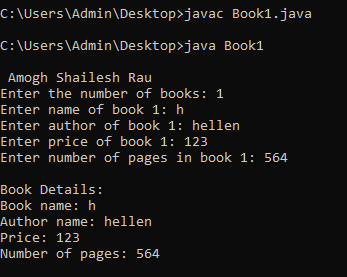 C:\Users\Admin\Desktop>javac Book1.java
C:\Users\Admin\Desktop>java Book1
Amogh Shailesh Rau
Enter the number of books: 1
Enter name of book 1: h
Enter author of book 1: hellen
Enter price of book 1: 123
Enter number of pages in book 1: 564
Book Details:
Book name: h
Author name: hellen
Price: 123
Number of pages: 564